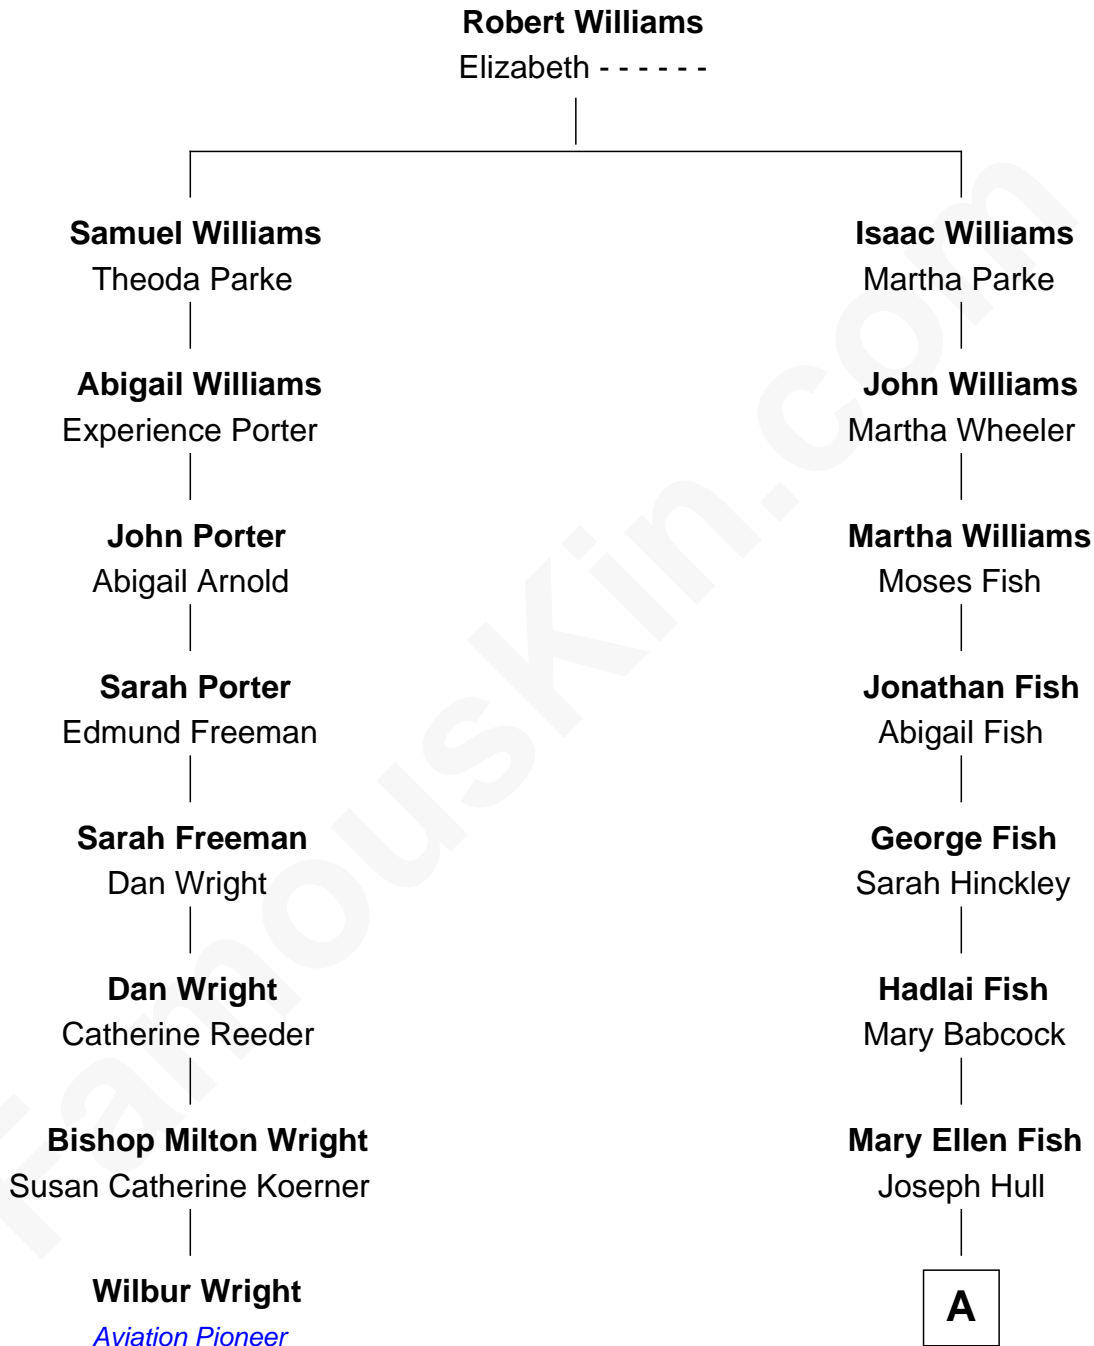 Robert Williams
Elizabeth - - - - - -
Samuel Williams
Theoda Parke
Isaac Williams
Martha Parke
Abigail Williams
Experience Porter
John Williams
Martha Wheeler
John Porter
Abigail Arnold
Martha Williams
Moses Fish
Sarah Porter
Edmund Freeman
Jonathan Fish
Abigail Fish
Sarah Freeman
Dan Wright
George Fish
Sarah Hinckley
Dan Wright
Catherine Reeder
Hadlai Fish
Mary Babcock
Bishop Milton Wright
Susan Catherine Koerner
Mary Ellen Fish
Joseph Hull
Wilbur Wright
Aviation Pioneer
A
FamousKin.com